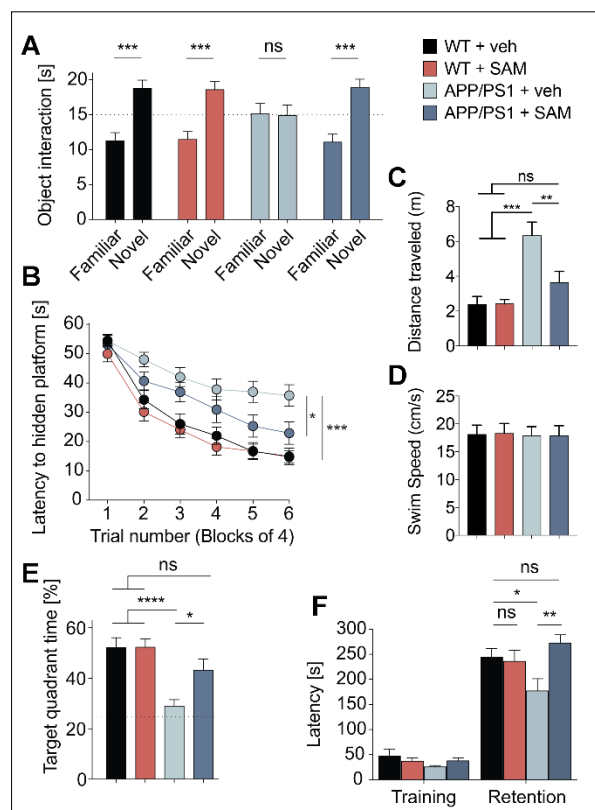 A
Object interaction [s]
20
15
10
5
0
***
***
ns
***
Familiar
Novel
Familiar
Novel
Familiar
Novel
Familiar
Novel
WT + veh
WT + SAM
APP/PS1 + veh
APP/PS1 + SAM
B
Latency to hidden platform [s]
60
50
40
30
20
10
0
1 2 3 4 5 6
Trial number (Blocks of 4)
*
***
C
Distance traveled (m)
8
6
4
2
0
ns
***
**
D
Swim Speed (cm/s)
25
20
15
10
5
0
E
Target quadrant time [%]
60
40
20
0
ns
****
*
F
Latency [s]
300
250
200
150
100
50
0
ns
*
ns
**
Training Retention